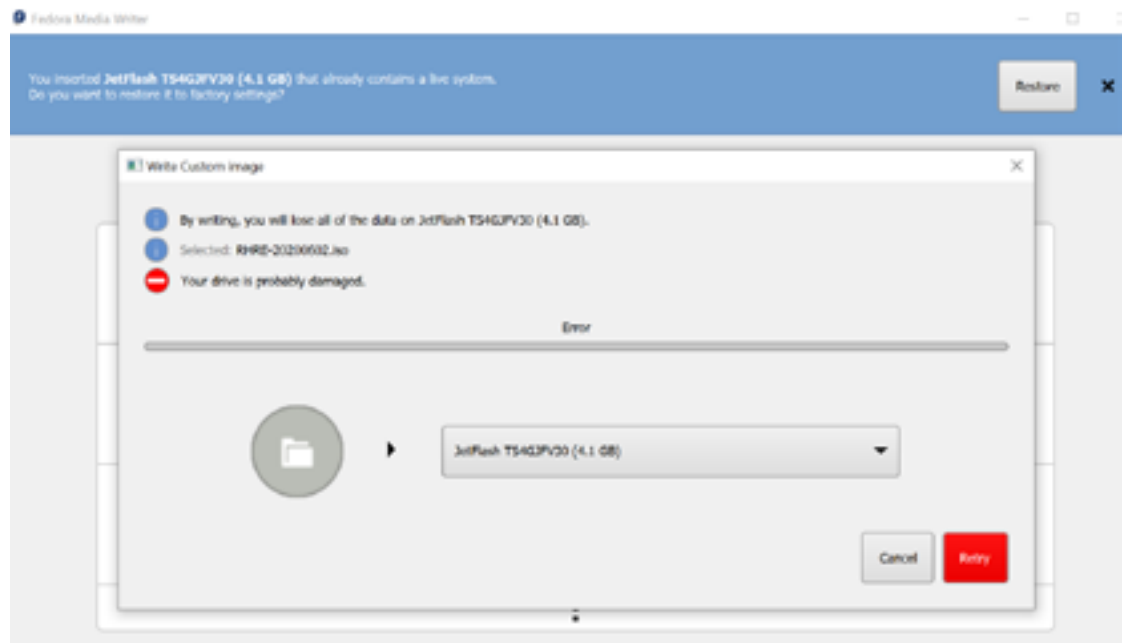 Fedora Media Writer
You inserted JetFlash TS4GJFV30 (4.1 GB) that already contains a live system.
Do you want to restore it to factory settings?
Restore
Write Custom image
By writing, you will lose all of the data on JetFlash TS4GJFV30 (4.1 GB).
Selected: RHRE-20200602.iso
Your drive is probably damaged.
Error
JetFlash TS4GJFV30 (4.1 GB)
Cancel
Retry